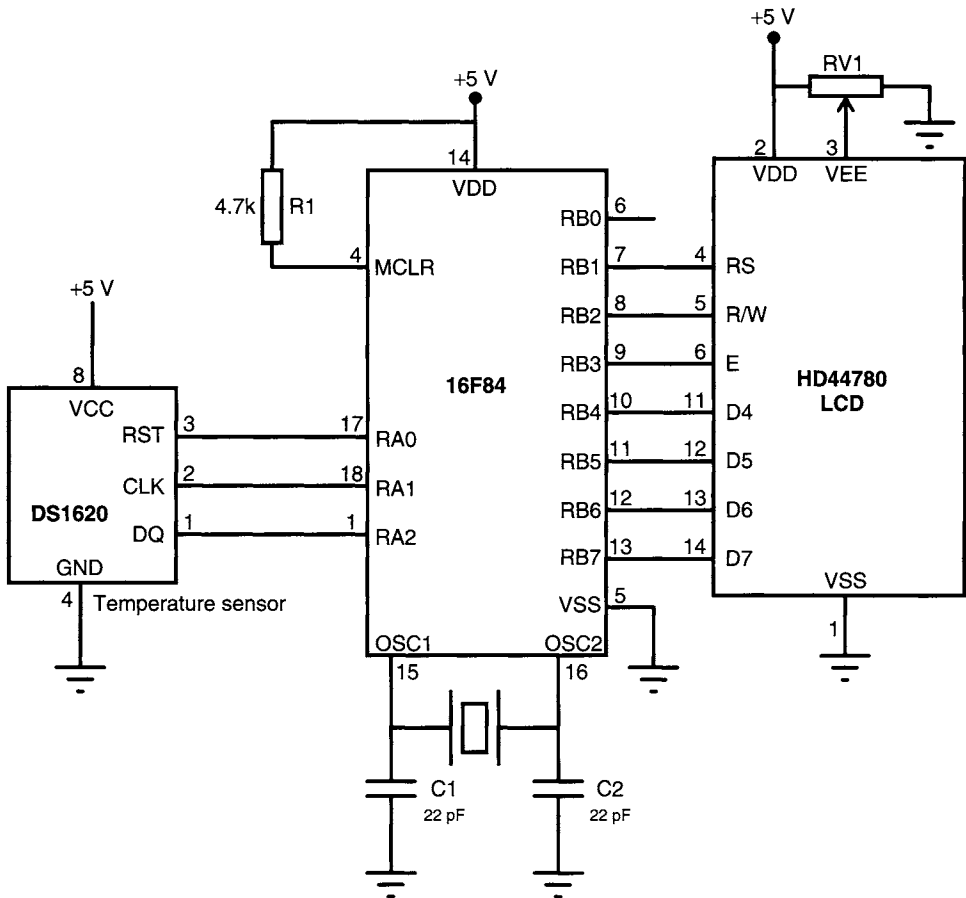 +5 V
RV1
2
3
VDD
VEE
+5 V
14
VDD
4.7k
R1
4
MCLR
RB0
6
RB1
7
4
RS
RB2
8
5
R/W
RB3
9
6
E
16F84
HD44780
LCD
RB4
10
11
D4
RB5
11
12
D5
RB6
12
13
D6
RB7
13
14
D7
VSS
5
VSS
1
+5 V
8
VCC
RST
3
17
RA0
CLK
2
18
RA1
DS1620
DQ
1
1
RA2
GND
4
Temperature sensor
OSC1
OSC2
15
16
C1
22 pF
C2
22 pF